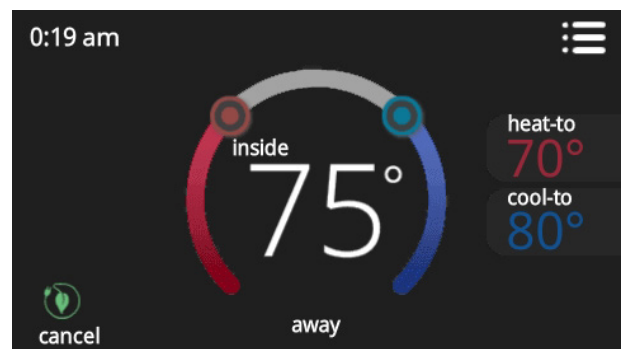 0:19 am
inside
75°
heat-to
70°
cool-to
80°
cancel
away